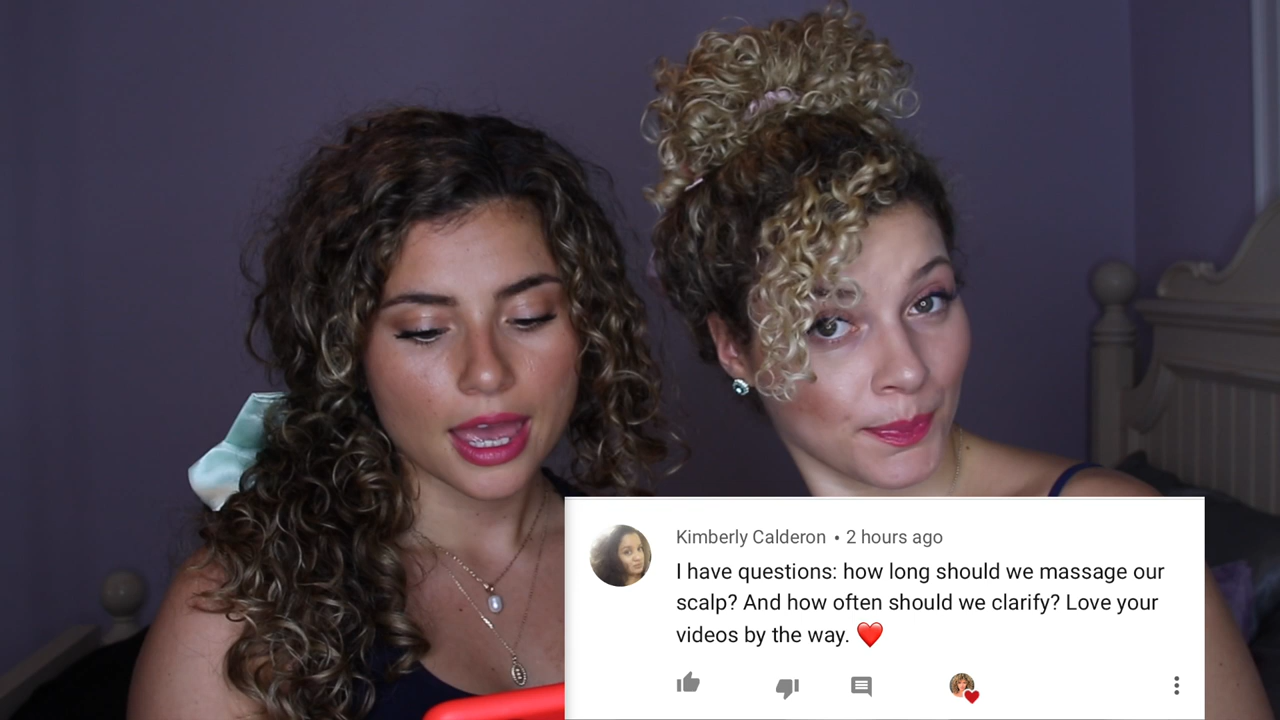 Kimberly Calderon • 2 hours ago
I have questions: how long should we massage our
scalp? And how often should we clarify? Love your
videos by the way. ❤️